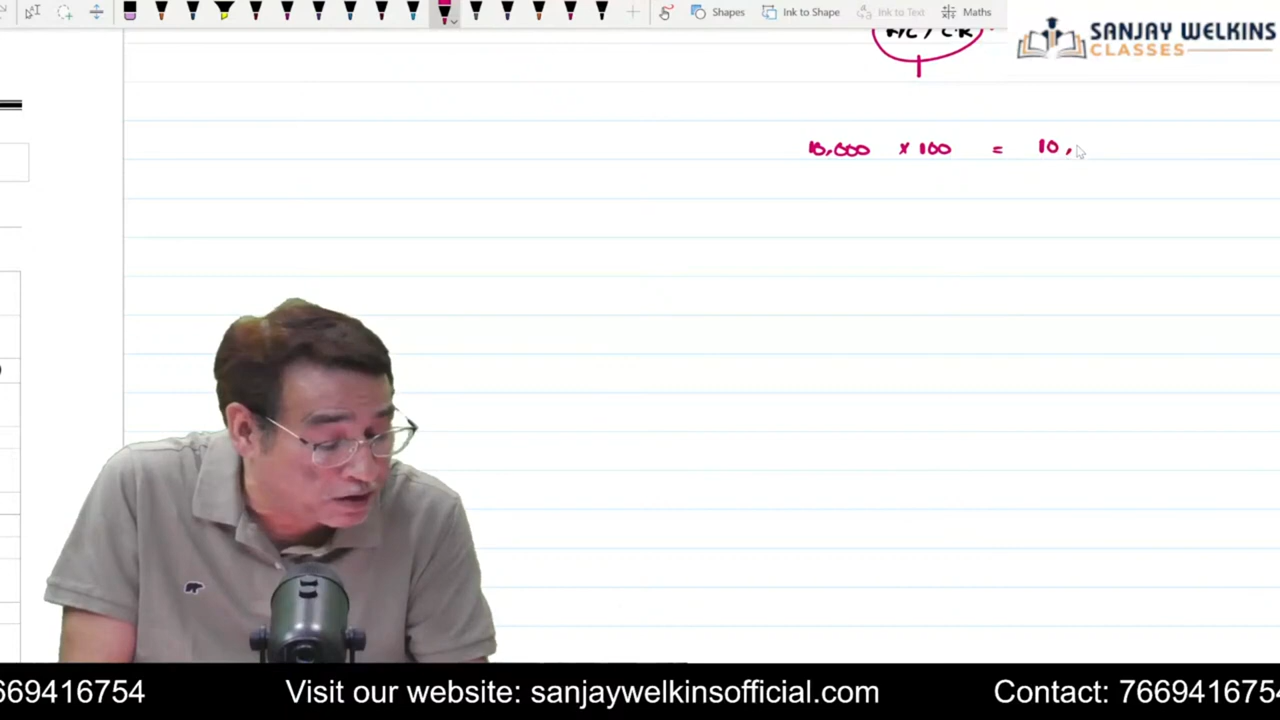 Shapes Ink to Shape Ink to Text Maths
SANJAY WELKINS
CLASSES
10,000 × 100 = 10,
669416754 Visit our website: sanjaywelkinsofficial.com Contact: 7669416754